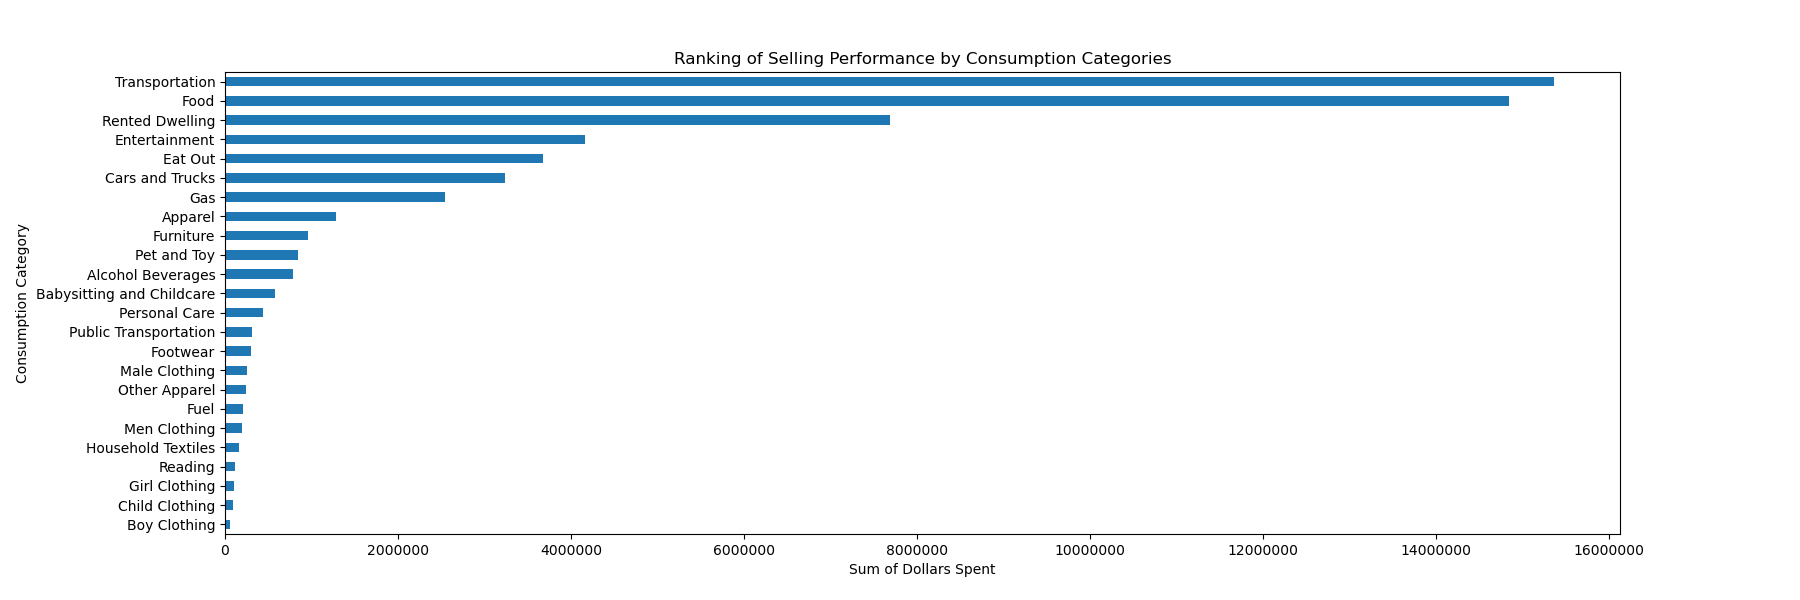 Ranking of Selling Performance by Consumption Categories
Consumption Category
Transportation
Food
Rented Dwelling
Entertainment
Eat Out
Cars and Trucks
Gas
Apparel
Furniture
Pet and Toy
Alcohol Beverages
Babysitting and Childcare
Personal Care
Public Transportation
Footwear
Male Clothing
Other Apparel
Fuel
Men Clothing
Household Textiles
Reading
Girl Clothing
Child Clothing
Boy Clothing
0 2000000 4000000 6000000 8000000 10000000 12000000 14000000 16000000
Sum of Dollars Spent